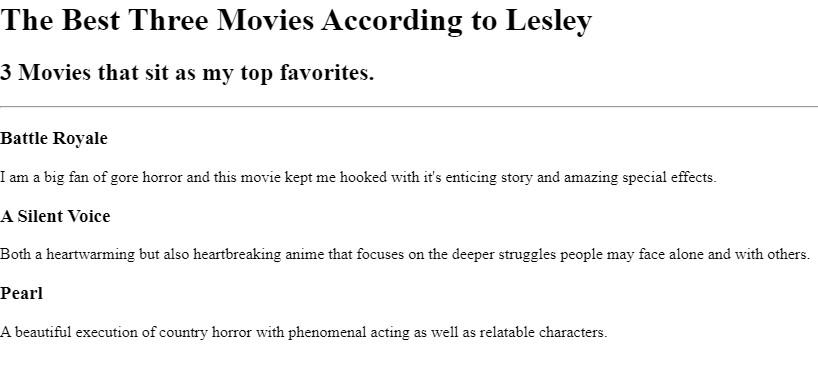 The Best Three Movies According to Lesley
3 Movies that sit as my top favorites.
Battle Royale
I am a big fan of gore horror and this movie kept me hooked with it's enticing story and amazing special effects.
A Silent Voice
Both a heartwarming but also heartbreaking anime that focuses on the deeper struggles people may face alone and with others.
Pearl
A beautiful execution of country horror with phenomenal acting as well as relatable characters.